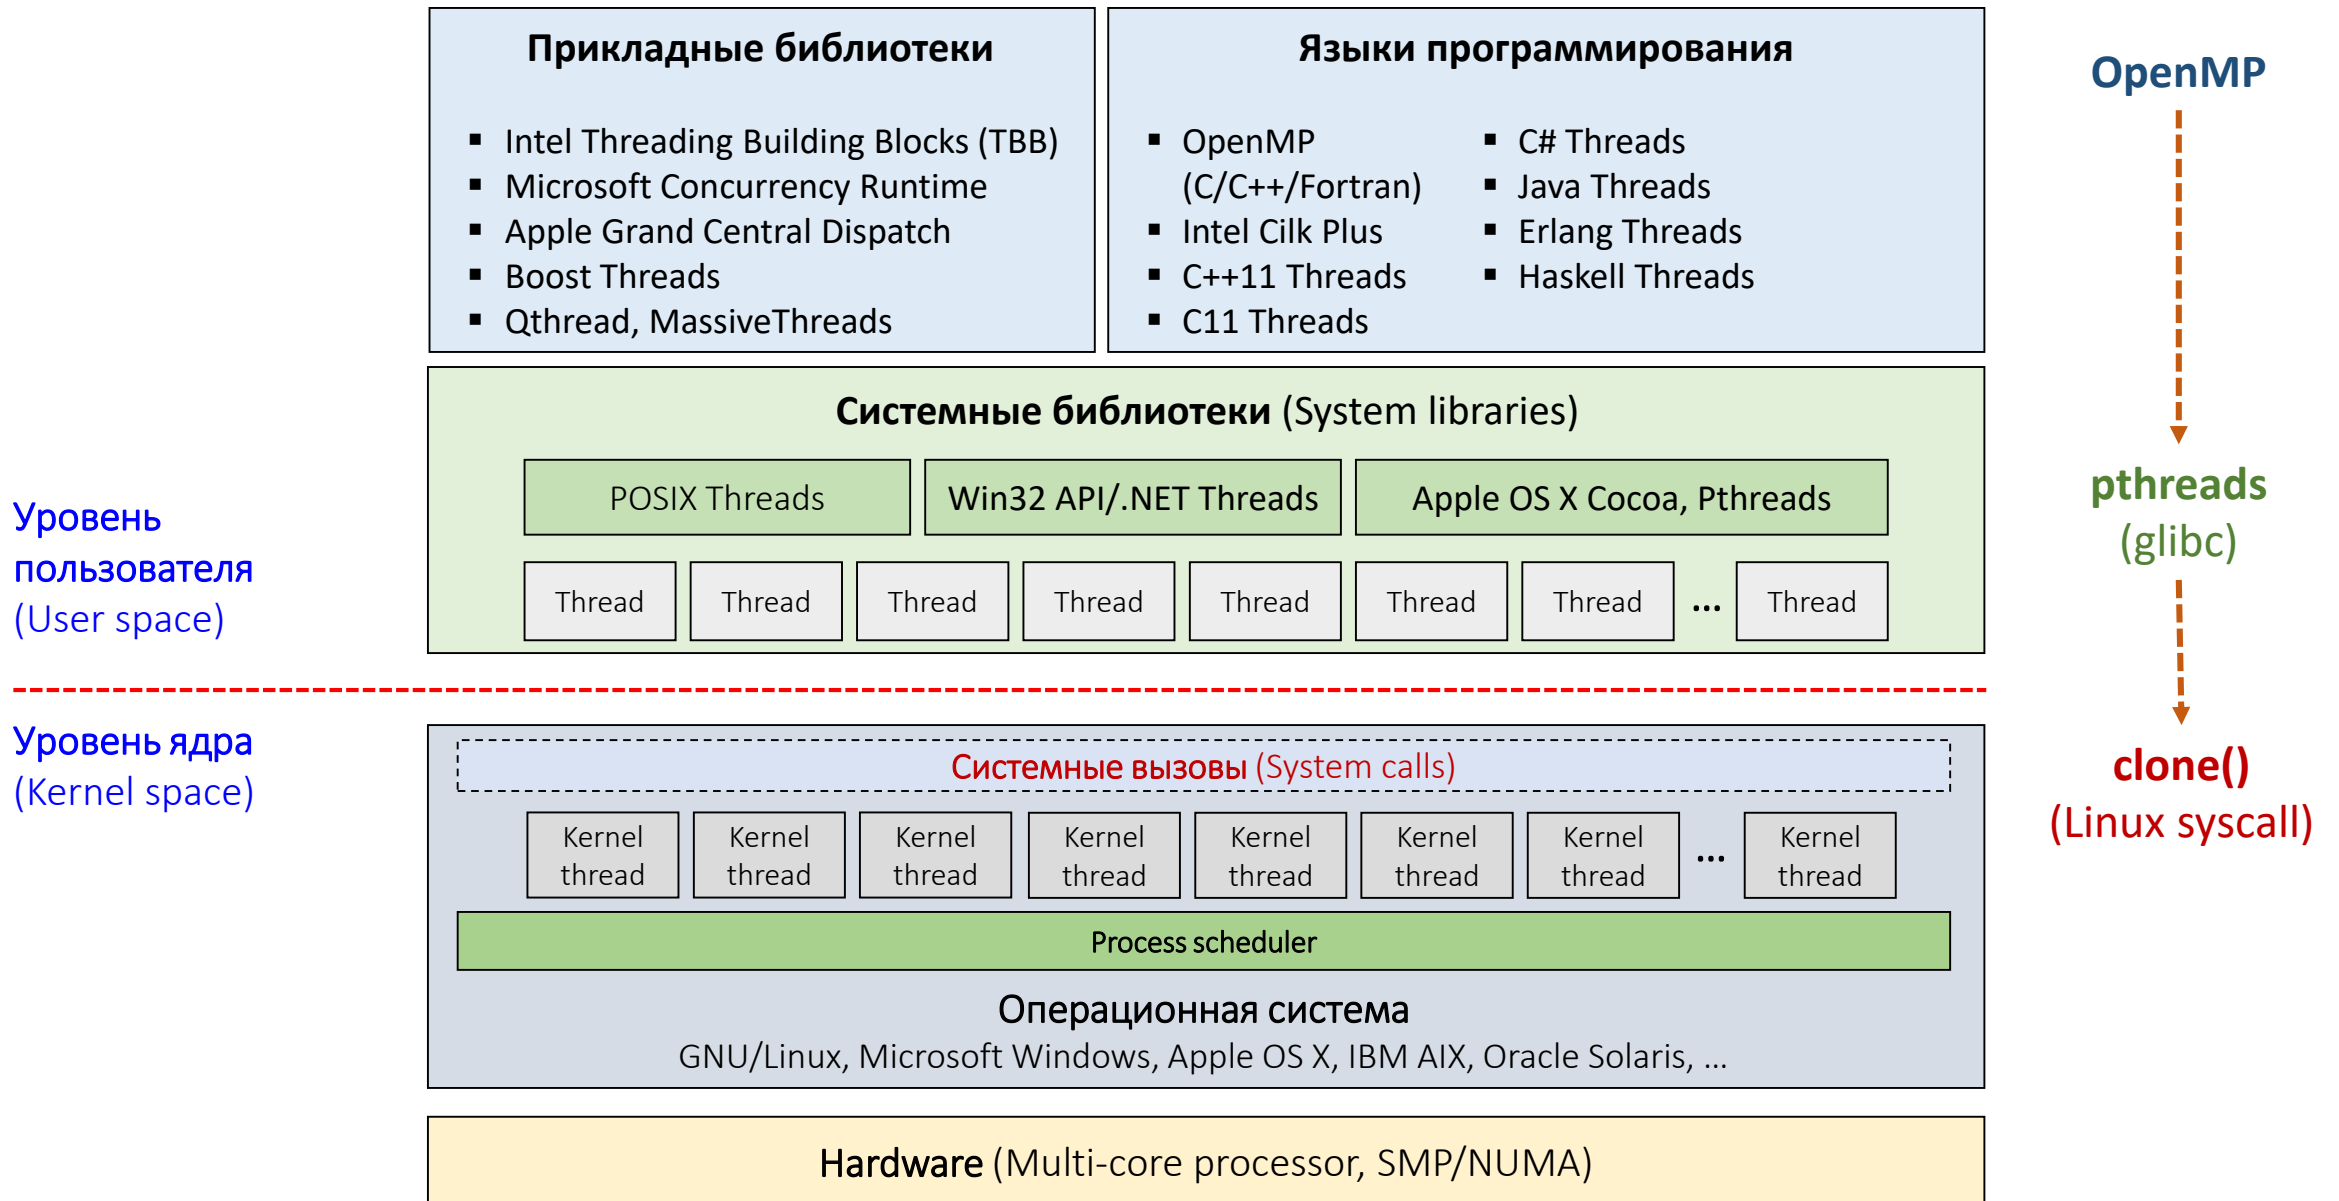 Прикладные библиотеки
▪ Intel Threading Building Blocks (TBB)
▪ Microsoft Concurrency Runtime
▪ Apple Grand Central Dispatch
▪ Boost Threads
▪ Qthread, MassiveThreads
Языки программирования
▪ OpenMP
(C/C++/Fortran)
▪ Intel Cilk Plus
▪ C++11 Threads
▪ C11 Threads
▪ C# Threads
▪ Java Threads
▪ Erlang Threads
▪ Haskell Threads
OpenMP
Системные библиотеки (System libraries)
POSIX Threads
Win32 API/.NET Threads
Apple OS X Cocoa, Pthreads
pthreads
(glibc)
Уровень
пользователя
(User space)
Thread
Thread
Thread
Thread
Thread
Thread
Thread
...
Thread
Уровень ядра
(Kernel space)
Системные вызовы (System calls)
clone()
(Linux syscall)
Kernel
thread
Kernel
thread
Kernel
thread
Kernel
thread
Kernel
thread
Kernel
thread
Kernel
thread
...
Kernel
thread
Process scheduler
Операционная система
GNU/Linux, Microsoft Windows, Apple OS X, IBM AIX, Oracle Solaris, ...
Hardware (Multi-core processor, SMP/NUMA)